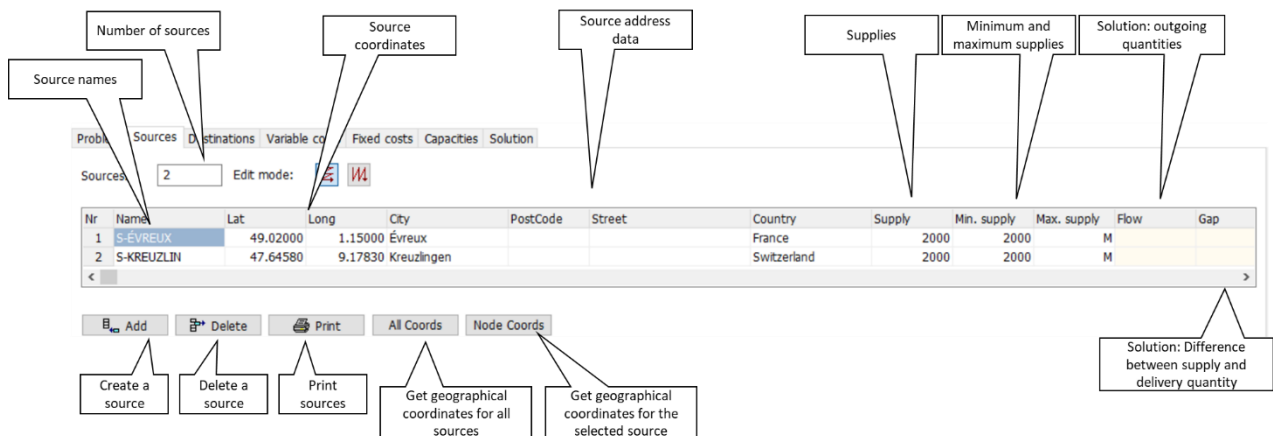 Number of sources
Source
coordinates
Source address
data
Supplies
Minimum and
maximum supplies
Solution: outgoing
quantities
Source names
Sources
Destinations
Fixed costs
Capacities
Solution
2
Edit mode:
Nr Name Lat Long City PostCode Street Country Supply Min. supply Max. supply Flow Gap
1 S-ÉVREUX 49.02000 1.15000 Évreux France 2000 2000 M
2 S-KREUZLIN 47.64580 9.17830 Kreuzlingen Switzerland 2000 2000 M
Add Delete Print All Coords Node Coords
Create a
source
Delete a
source
Print
sources
Get geographical
coordinates for all
sources
Get geographical
coordinates for the
selected source
Solution: Difference
between supply and
delivery quantity